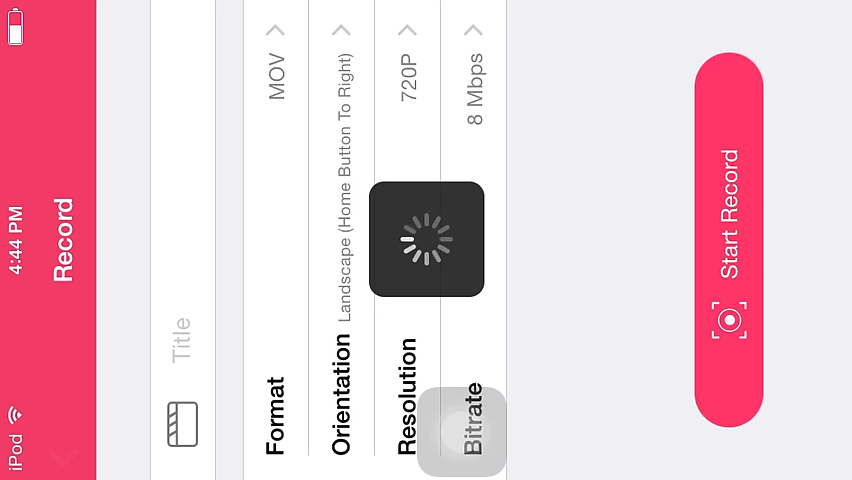 iPod 4:44 PM
Record
Title
Format MOV
Orientation Landscape (Home Button To Right)
Resolution 720P
Bitrate 8 Mbps
Start Record